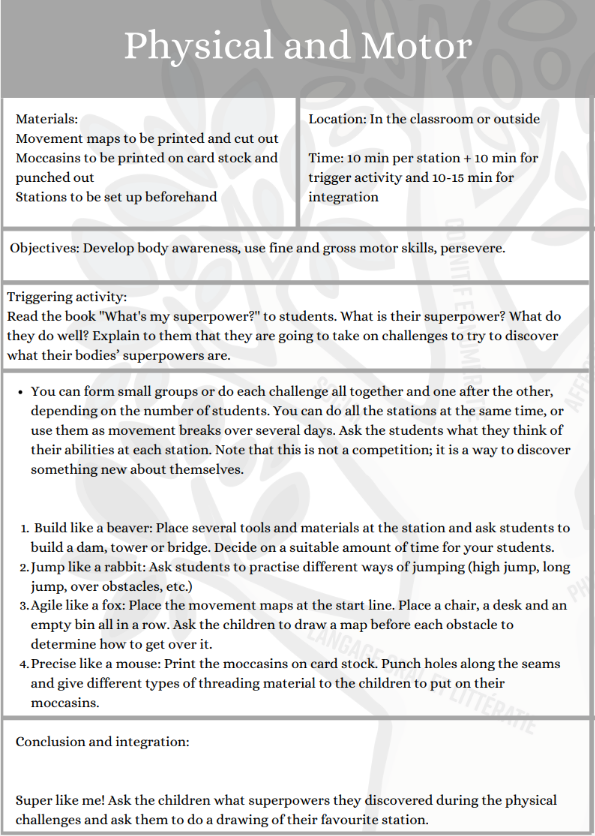 Physical and Motor
Materials:
Movement maps to be printed and cut out
Moccasins to be printed on card stock and
punched out
Stations to be set up beforehand
Location: In the classroom or outside
Time: 10 min per station + 10 min for
trigger activity and 10-15 min for
integration
Objectives: Develop body awareness, use fine and gross motor skills, persevere.
Triggering activity:
Read the book "What's my superpower?" to students. What is their superpower? What do
they do well? Explain to them that they are going to take on challenges to try to discover
what their bodies’ superpowers are.
• You can form small groups or do each challenge all together and one after the other,
depending on the number of students. You can do all the stations at the same time, or
use them as movement breaks over several days. Ask the students what they think of
their abilities at each station. Note that this is not a competition; it is a way to discover
something new about themselves.
1. Build like a beaver: Place several tools and materials at the station and ask students to
build a dam, tower or bridge. Decide on a suitable amount of time for your students.
2. Jump like a rabbit: Ask students to practise different ways of jumping (high jump, long
jump, over obstacles, etc.)
3. Agile like a fox: Place the movement maps at the start line. Place a chair, a desk and an
empty bin all in a row. Ask the children to draw a map before each obstacle to
determine how to get over it.
4. Precise like a mouse: Print the moccasins on card stock. Punch holes along the seams
and give different types of threading material to the children to put on their
moccasins.
LANGAGE ORAL ET LITTÉRATIE
Conclusion and integration:
Super like me! Ask the children what superpowers they discovered during the physical
challenges and ask them to do a drawing of their favourite station.